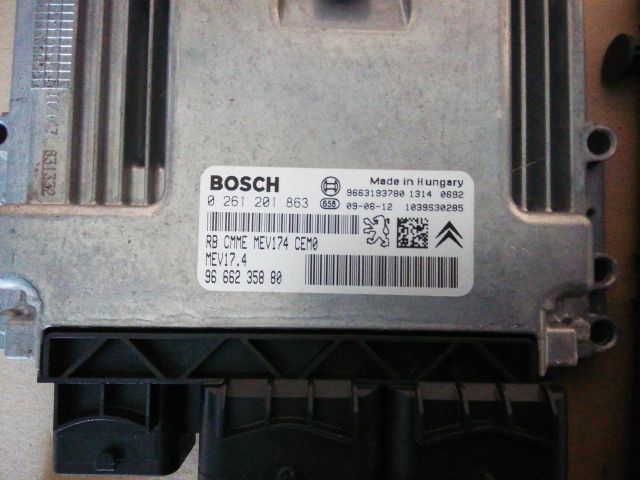 BOSCH
Made in Hungary
9663193780 1314 0692
0 261 201 863
658
09-06-12 1039S30285
RB CMME MEV174 CEM0
MEV17.4
96 662 358 80